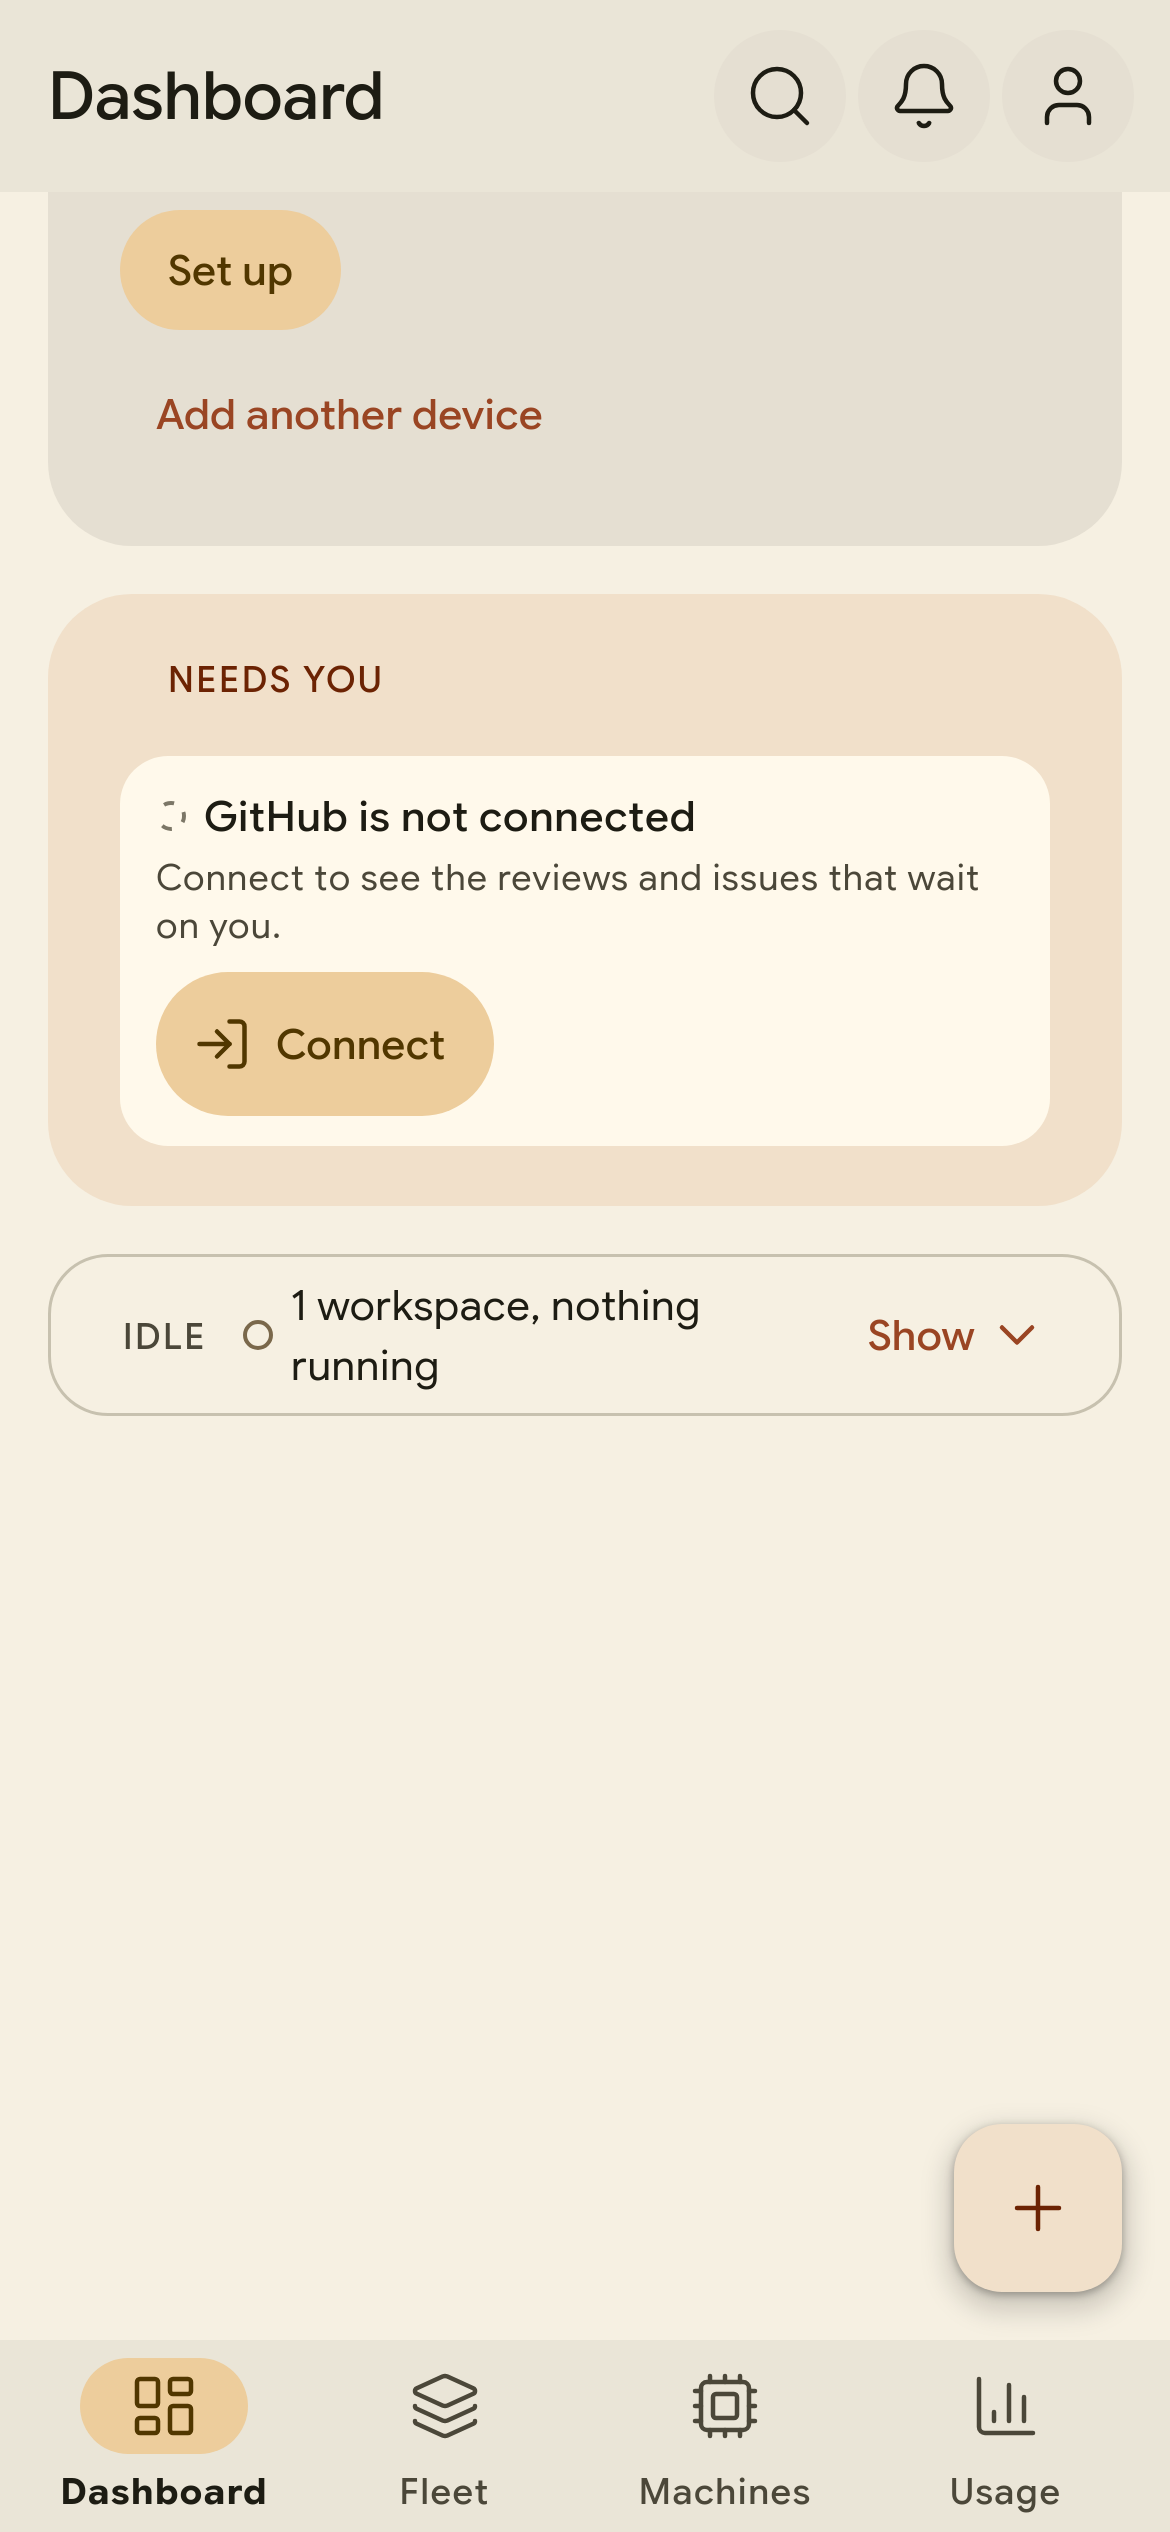 Dashboard
Set up
Add another device
NEEDS YOU
GitHub is not connected
Connect to see the reviews and issues that wait
on you.
Connect
IDLE
1 workspace, nothing
running
Show
Dashboard
Fleet
Machines
Usage